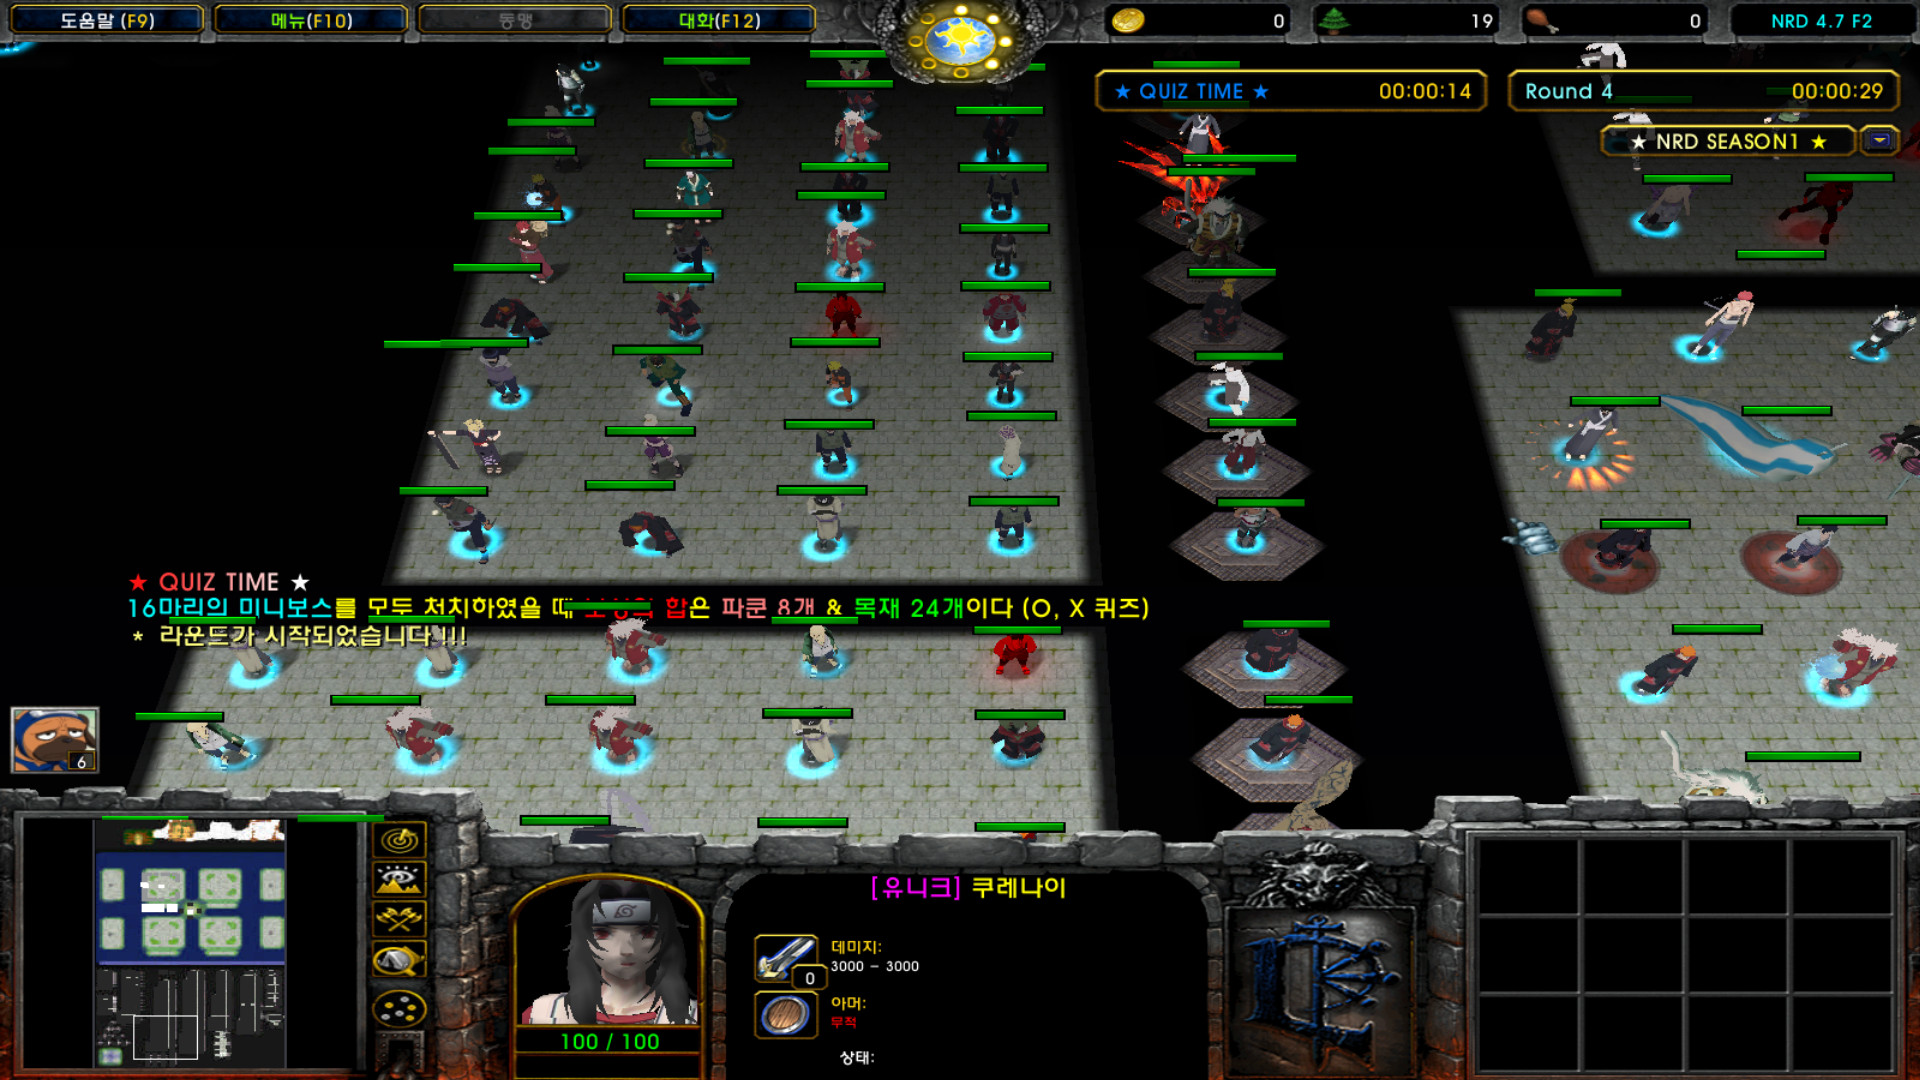 도움말 (F9) 메뉴(F10) 동맹 대화(F12) 0 19 0 NRD 4.7 F2
★ QUIZ TIME ★ 00:00:14 Round 4 00:00:29
★ NRD SEASON1 ★
★ QUIZ TIME ★
16마리의 미니보스를 모두 처치하였을 때 합은 파쿤 8개 & 목재 24개이다 (O, X 퀴즈)
* 라운드가 시작되었습니다 !!!
6
[유니크] 쿠레나이
데미지:
3000 - 3000
0
아머:
무적
100 / 100
상태: